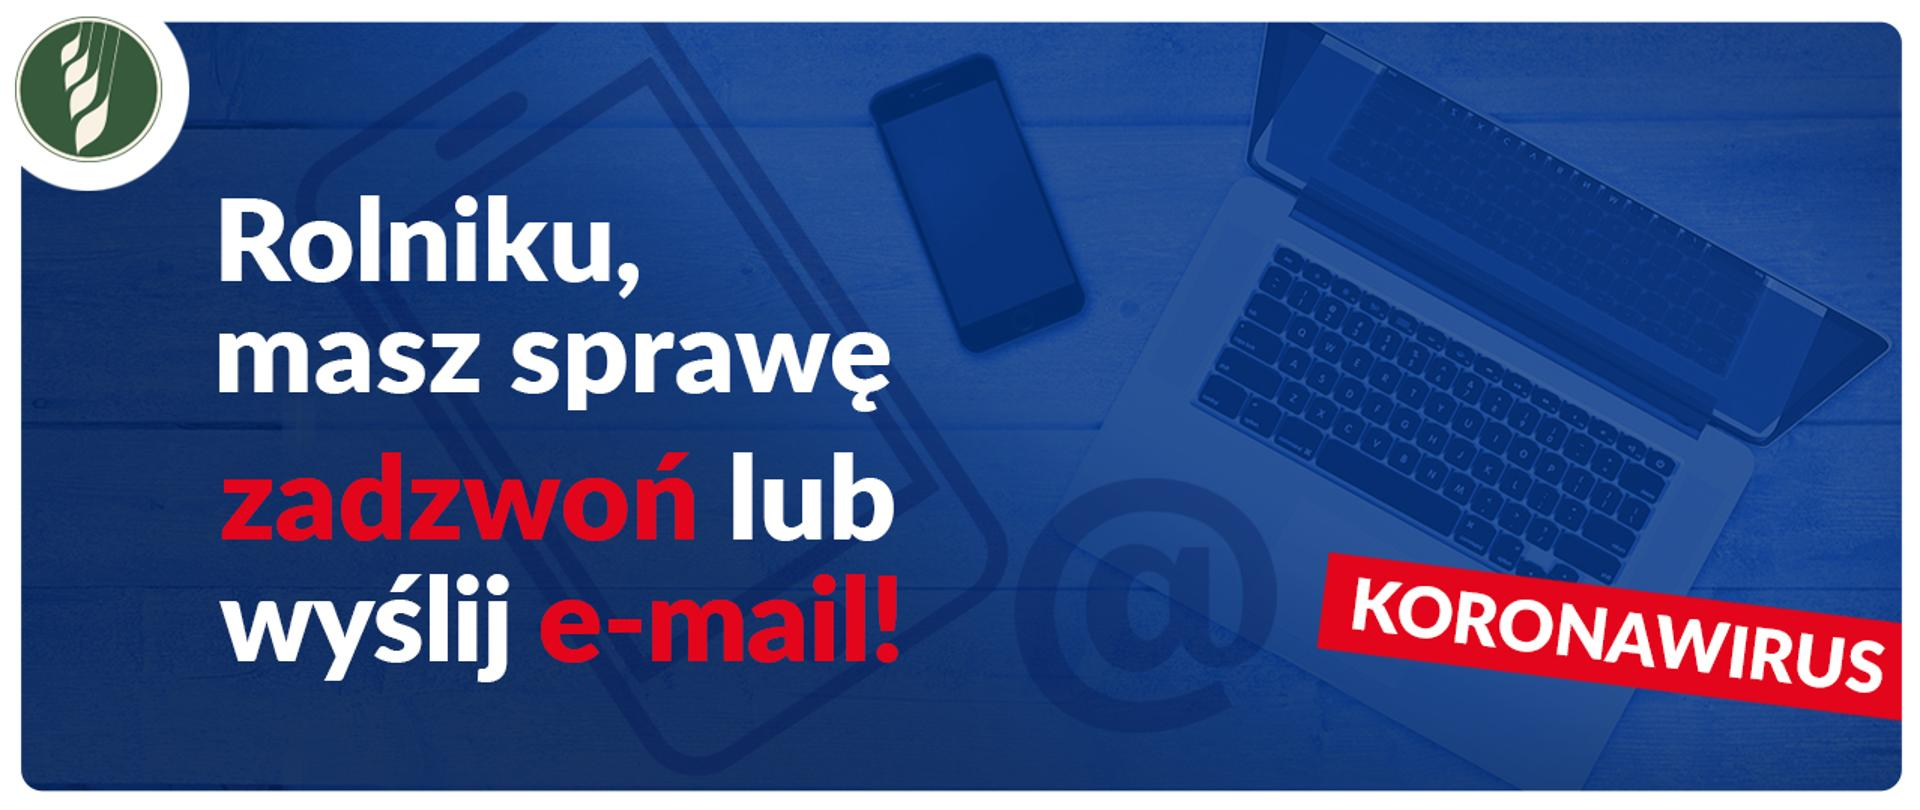 Rolniku,
masz sprawę
zadzwoń lub
wyślij e-mail!
KORONAWIRUS